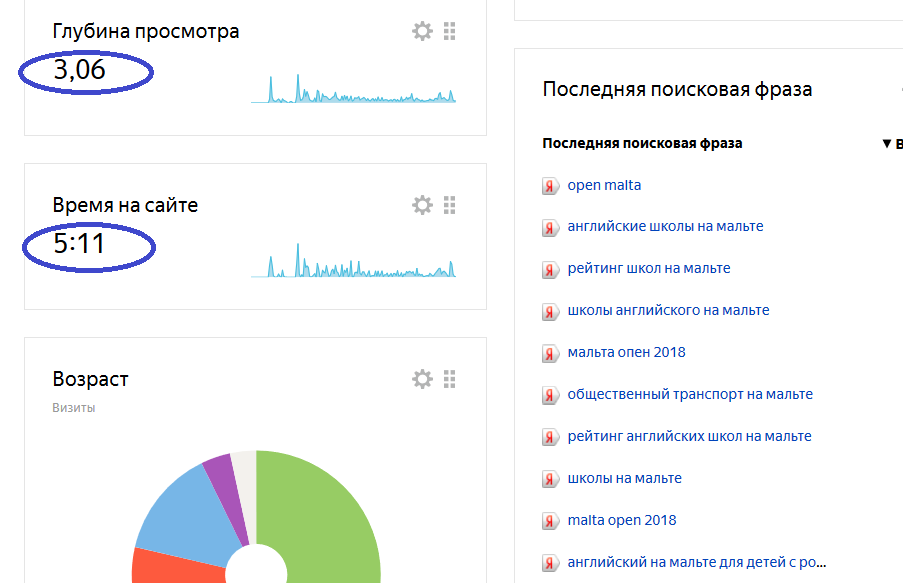 Глубина просмотра
3,06
Время на сайте
5:11
Возраст
Визиты
Последняя поисковая фраза
Последняя поисковая фраза ▼ В
open malta
английские школы на мальте
рейтинг школ на мальте
школы английского на мальте
мальта опен 2018
общественный транспорт на мальте
рейтинг английских школ на мальте
школы на мальте
malta open 2018
английский на мальте для детей с ро...